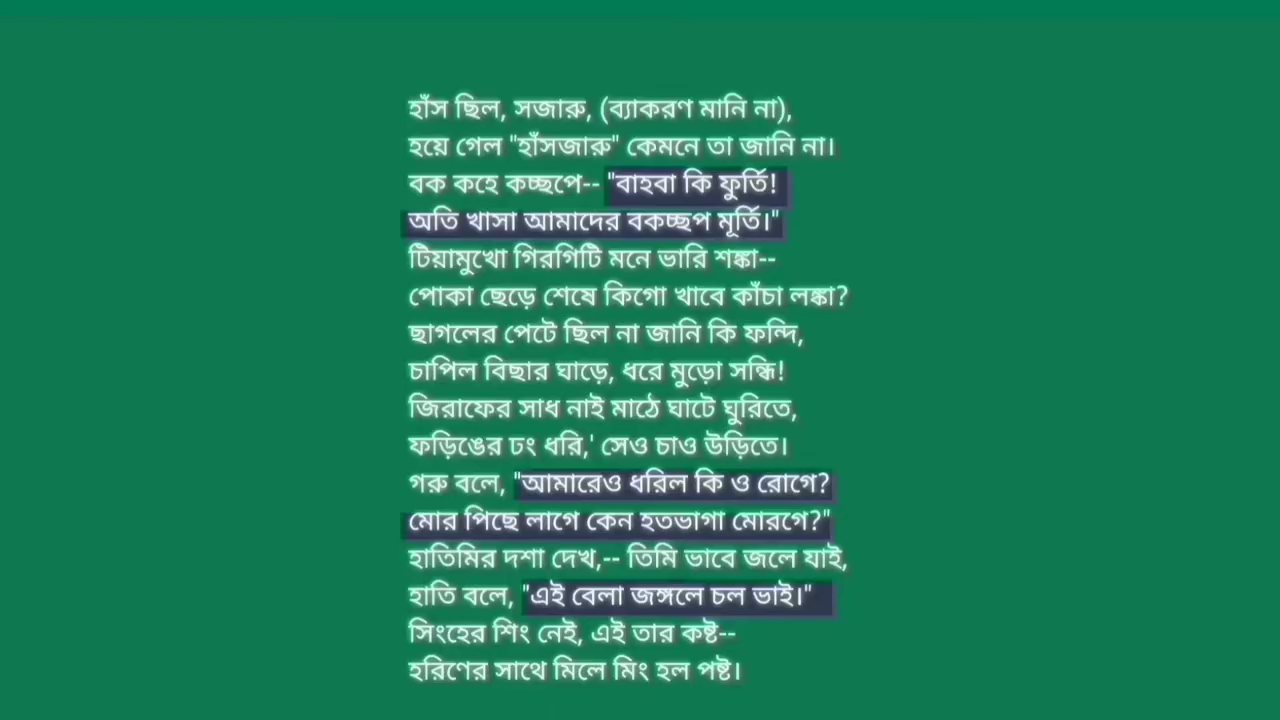 হাঁস ছিল, সজারু, (ব্যাকরণ মানি না),
হয়ে গেল "হাঁসজারু" কেমনে তা জানি না।
বক কহে কচ্ছপে-- "বাহবা কি ফুর্তি!
অতি খাসা আমাদের বকচ্ছপ মূর্তি।"
টিয়ামুখো গিরগিটি মনে ভারি শঙ্কা--
পোকা ছেড়ে শেষে কিগো খাবে কাঁচা লঙ্কা?
ছাগলের পেটে ছিল না জানি কি ফন্দি,
চাপিল বিছার ঘাড়ে, ধরে মুড়ো সন্ধি!
জিরাফের সাধ নাই মাঠে ঘাটে ঘুরিতে,
ফড়িঙের ঢং ধরি,' সেও চাও উড়িতে।
গরু বলে, "আমারেও ধরিল কি ও রোগে?
মোর পিছে লাগে কেন হতভাগা মোরগে?"
হাতিমির দশা দেখ,-- তিমি ভাবে জলে যাই,
হাতি বলে, "এই বেলা জঙ্গলে চল ভাই।"
সিংহের শিং নেই, এই তার কষ্ট--
হরিণের সাথে মিলে মিং হল পষ্ট।